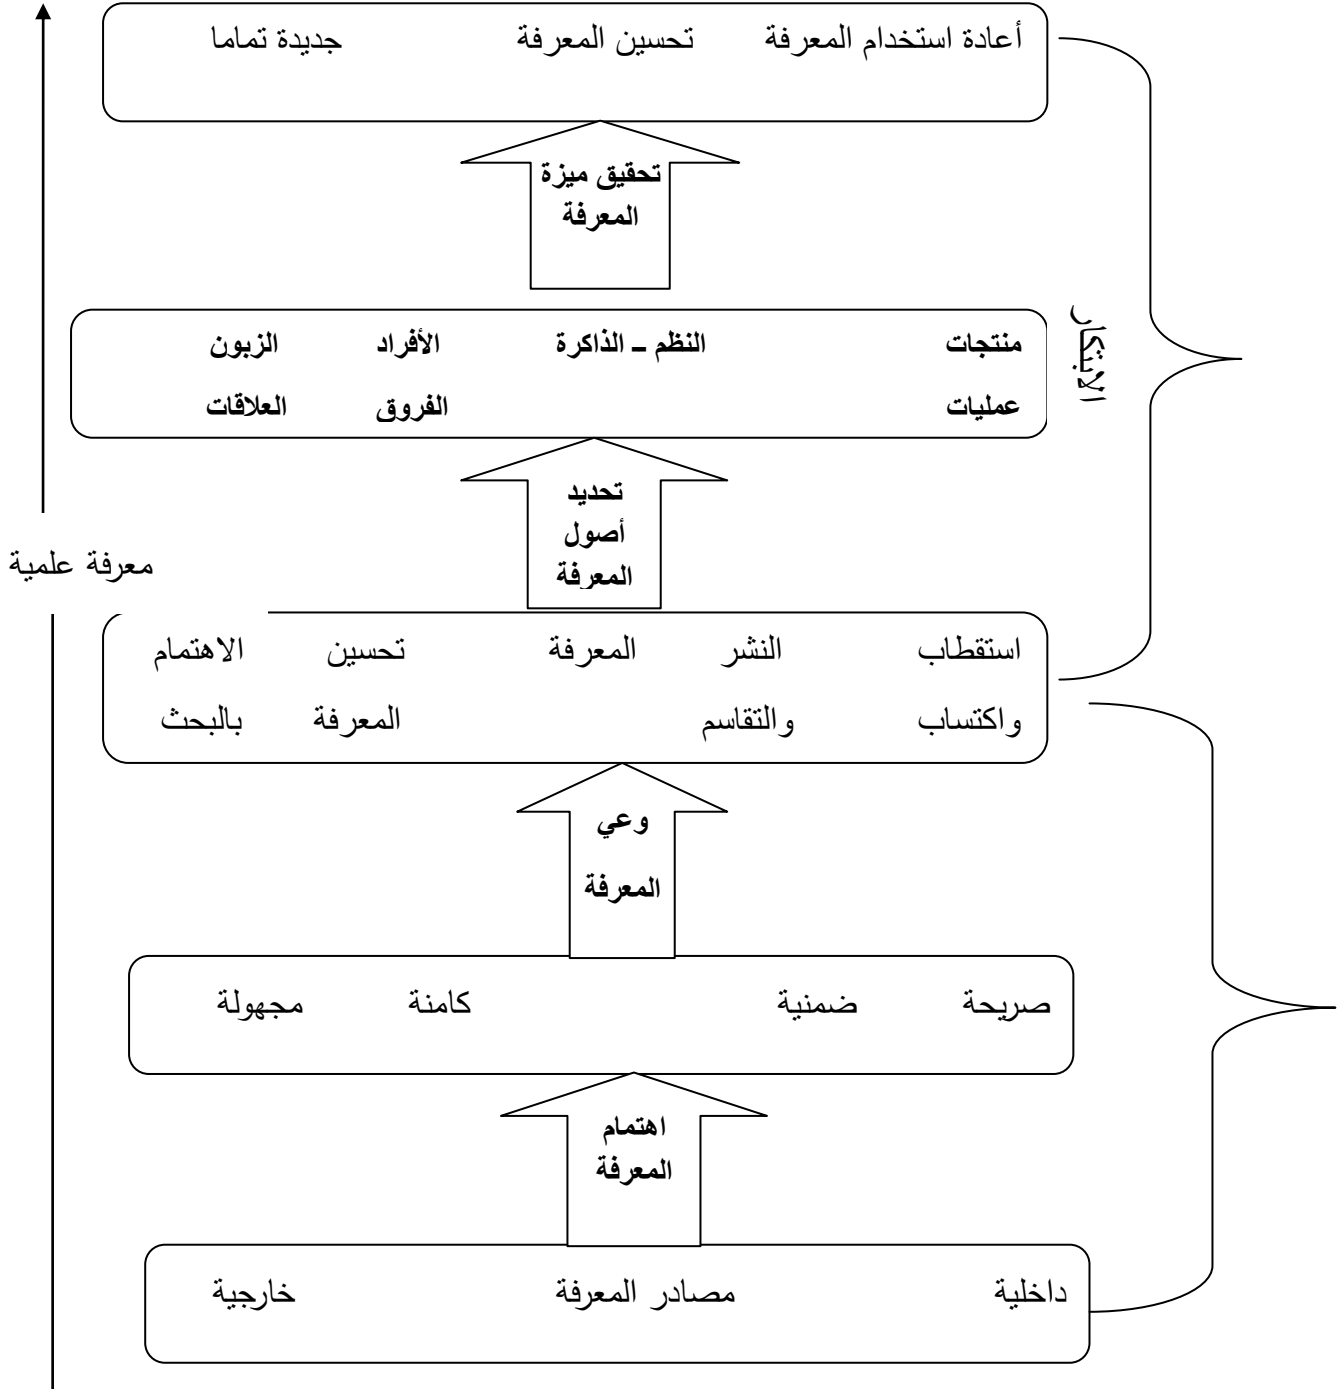 أعادة استخدام المعرفة تحسين المعرفة جديدة تماما
تحقيق ميزة
المعرفة
منتجات النظم – الذاكرة الأفراد الزبون
عمليات الفروق العلاقات
الابتكار
تحديد
أصول
المعرفة
معرفة علمية
استقطاب النشر المعرفة تحسين الاهتمام
واكتساب والتقاسم المعرفة بالبحث
وعي
المعرفة
صريحة ضمنية كامنة مجهولة
اهتمام
المعرفة
داخلية مصادر المعرفة خارجية